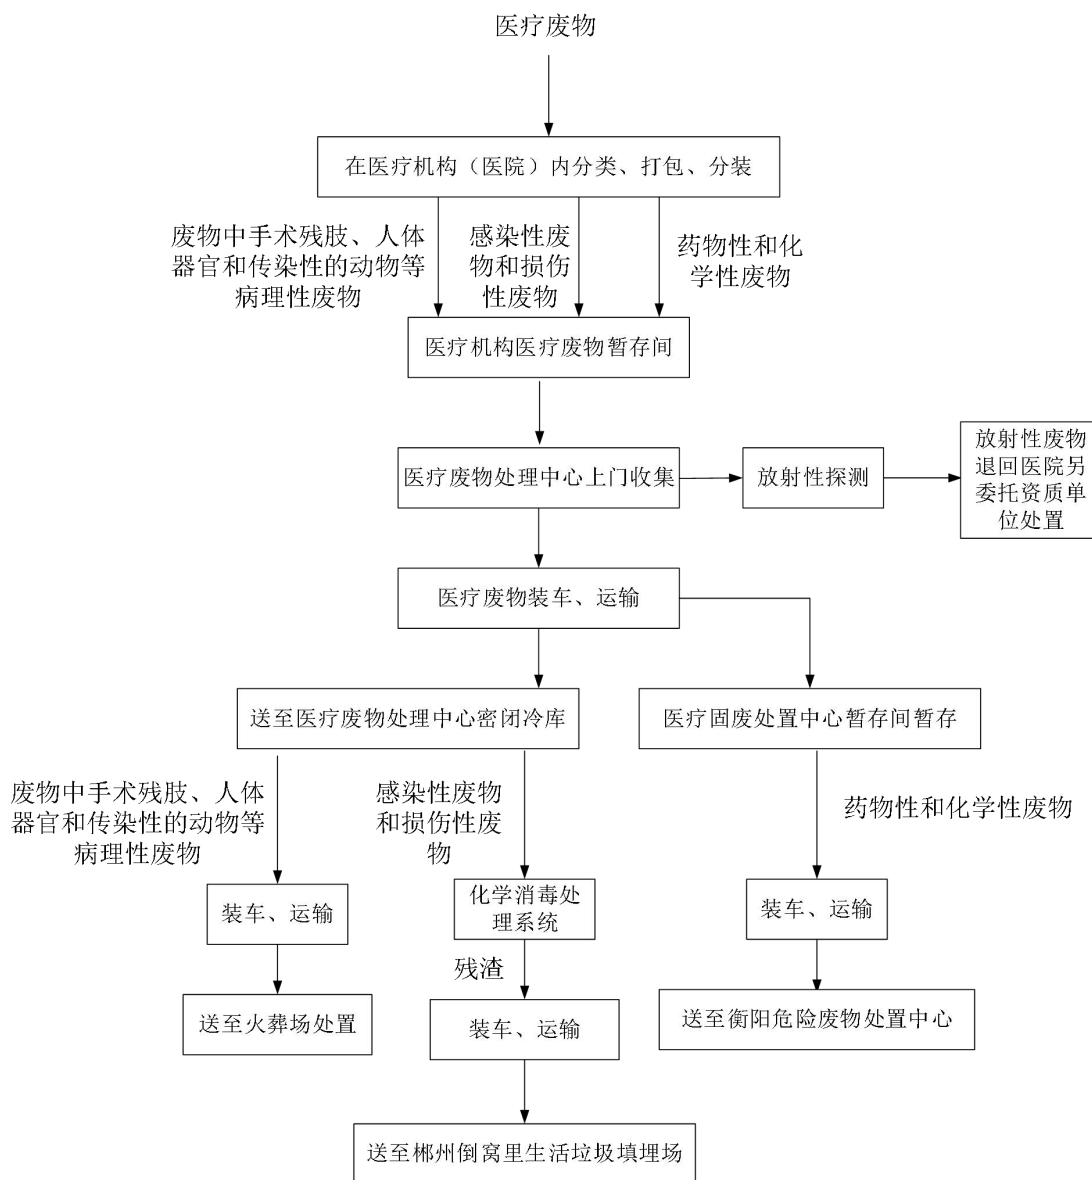 医疗废物
在医疗机构（医院）内分类、打包、分装
废物中手术残肢、人体
器官和传染性的动物等
病理性废物
感染性废
物和损伤
性废物
药物性和化
学性废物
医疗机构医疗废物暂存间
医疗废物处理中心上门收集
放射性探测
放射性废物
退回医院另
委托资质单
位处置
医疗废物装车、运输
送至医疗废物处理中心密闭冷库
医疗固废处置中心暂存间暂存
废物中手术残肢、人体
器官和传染性的动物等
病理性废物
感染性废物
和损伤性废
物
药物性和化学性废物
装车、运输
化学消毒处
理系统
装车、运输
残渣
送至火葬场处置
装车、运输
送至衡阳危险废物处置中心
送至郴州倒窝里生活垃圾填埋场